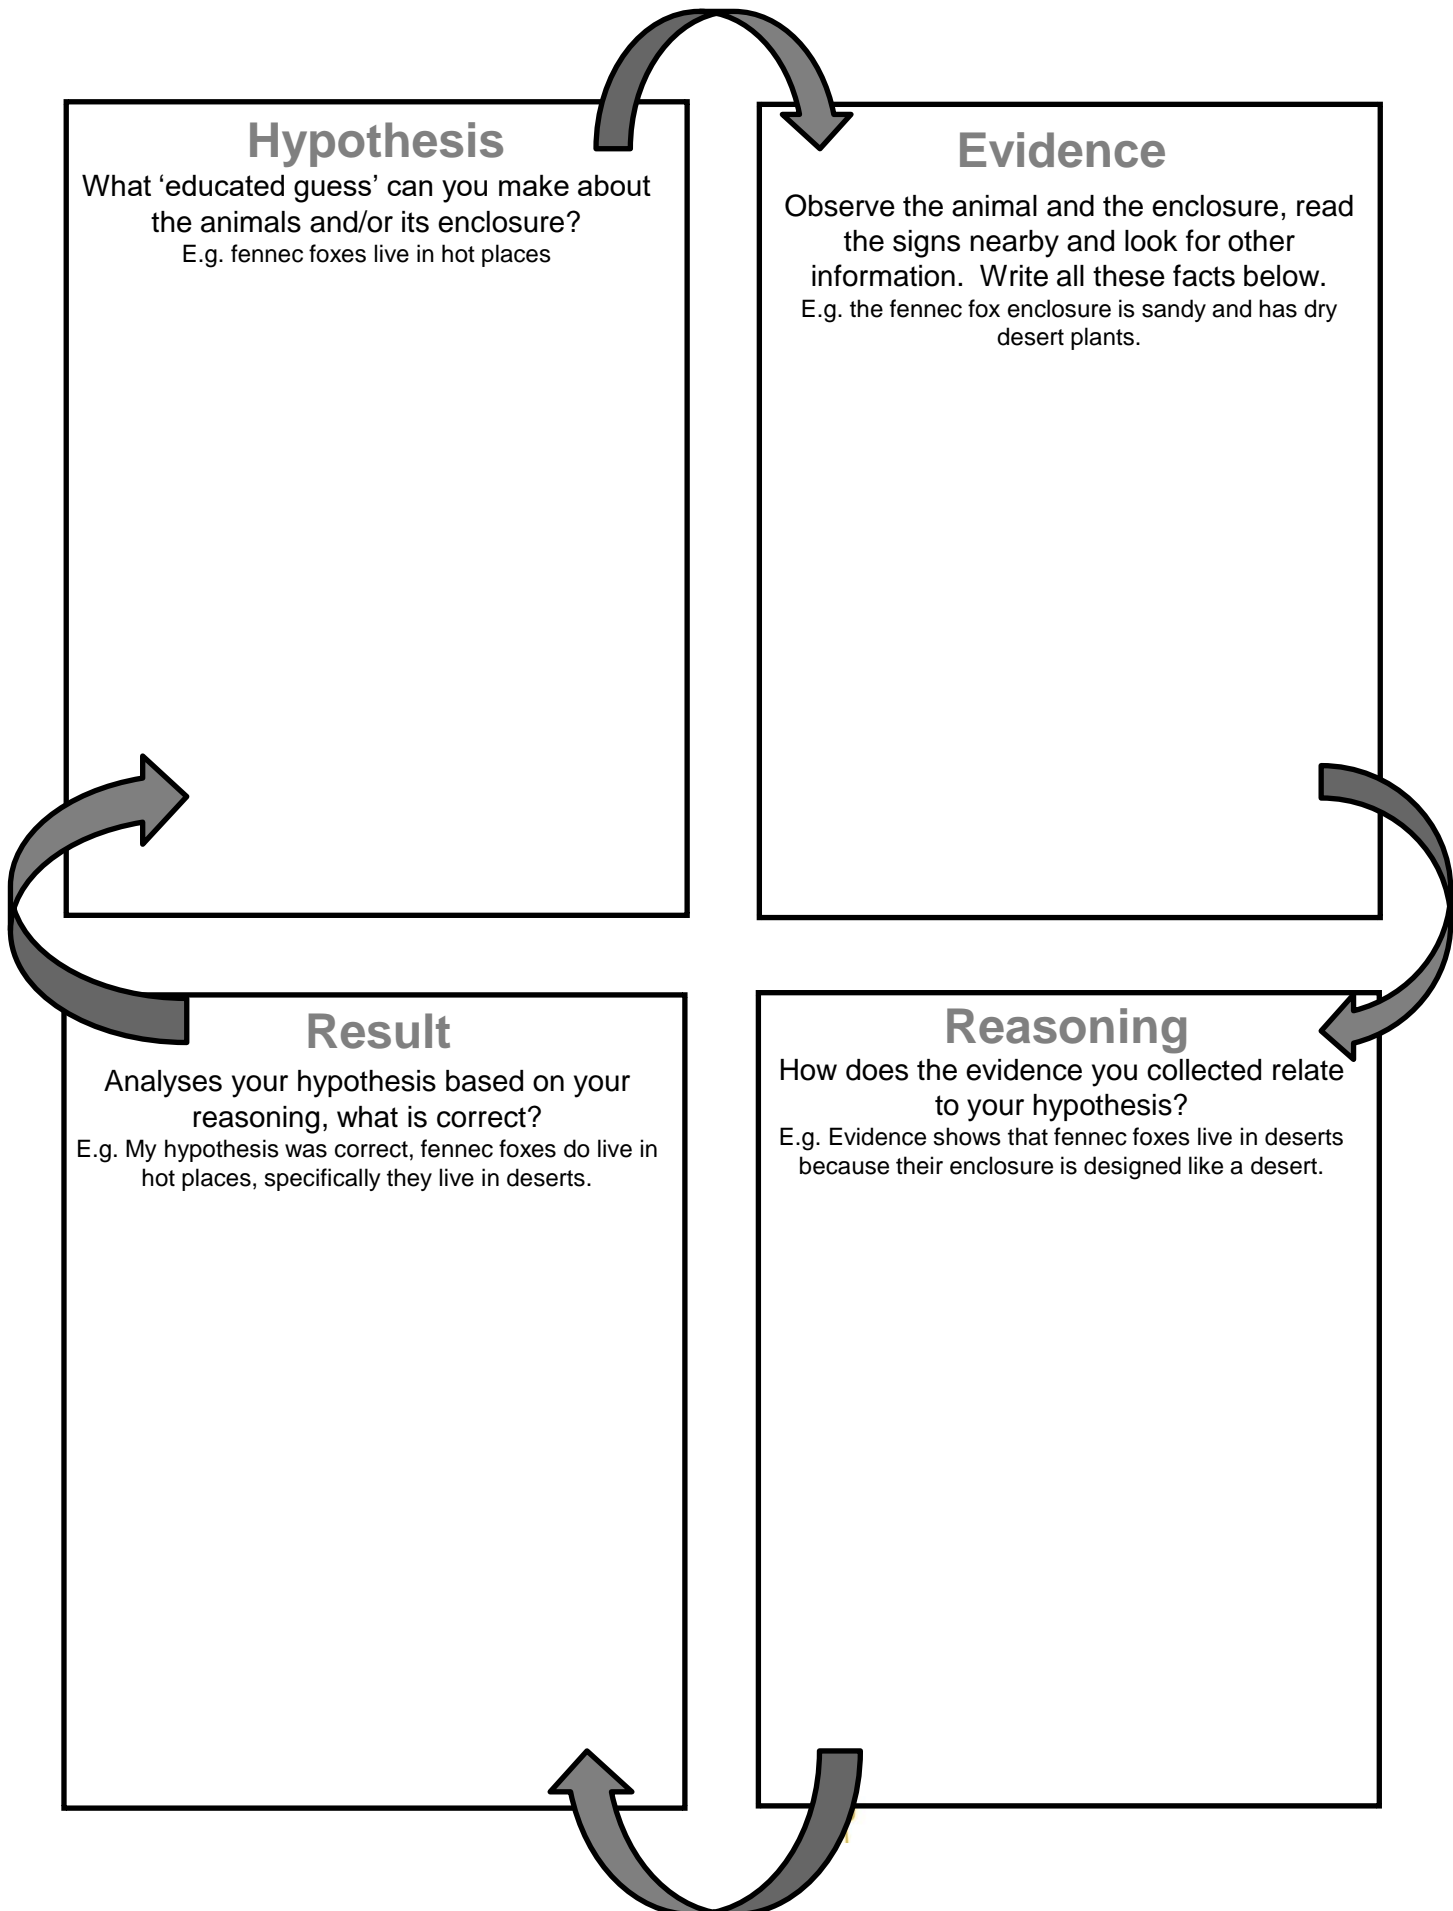 Hypothesis
What ‘educated guess’ can you make about
the animals and/or its enclosure?
E.g. fennec foxes live in hot places
Evidence
Observe the animal and the enclosure, read
the signs nearby and look for other
information.  Write all these facts below.
E.g. the fennec fox enclosure is sandy and has dry
desert plants.
Result
Analyses your hypothesis based on your
reasoning, what is correct?
E.g. My hypothesis was correct, fennec foxes do live in
hot places, specifically they live in deserts.
Reasoning
How does the evidence you collected relate
to your hypothesis?
E.g. Evidence shows that fennec foxes live in deserts
because their enclosure is designed like a desert.